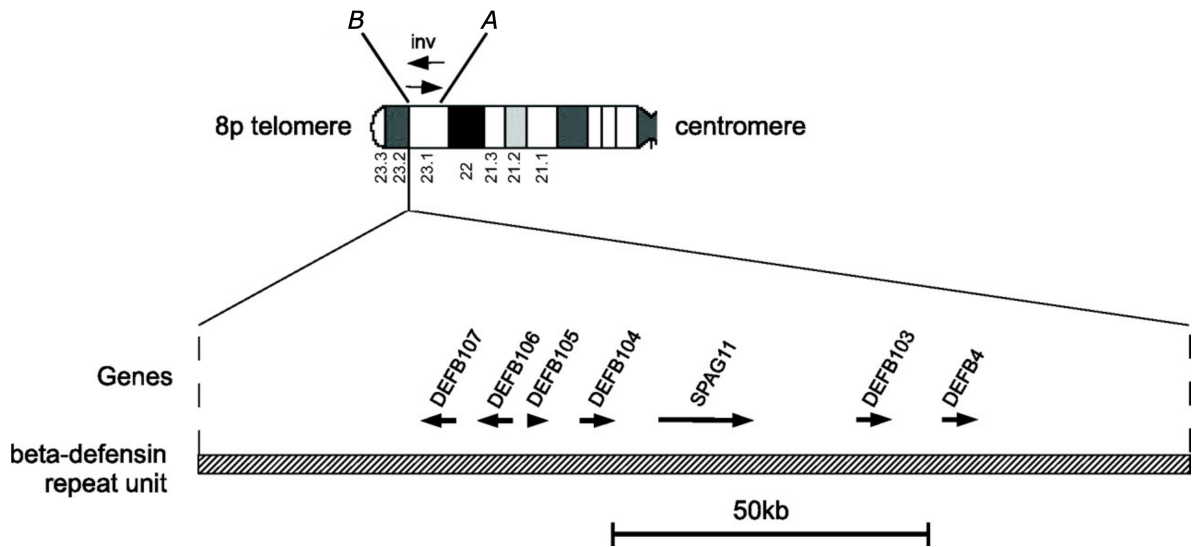 B
A
inv
8p telomere
centromere
23.3
23.2
23.1
22
21.3
21.2
21.1
DEFB107
DEFB106
DEFB105
DEFB104
SPAG11
DEFB103
DEFB4
Genes
beta-defensin
repeat unit
50kb